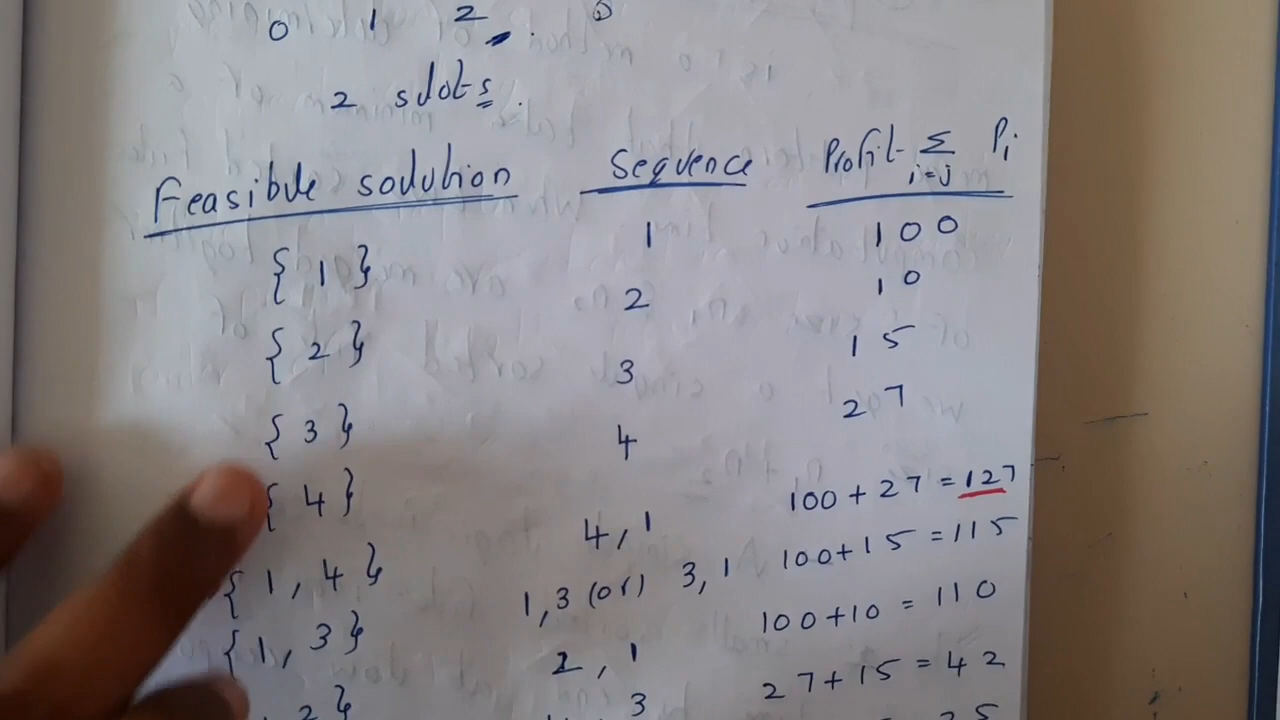 0 1 2
2 slots.
Feasible solution Sequence Profit Σ i=j Pi
{ 1 } 1 100
{ 2 } 2 10
{ 3 } 3 15
{ 4 } 4 27
{ 1, 4 } 4, 1 100 + 27 = 127
{ 1, 3 } 1, 3 (or) 3, 1 100+15 = 115
2 } 2, 1 100+10 = 110
3 27+15 = 42